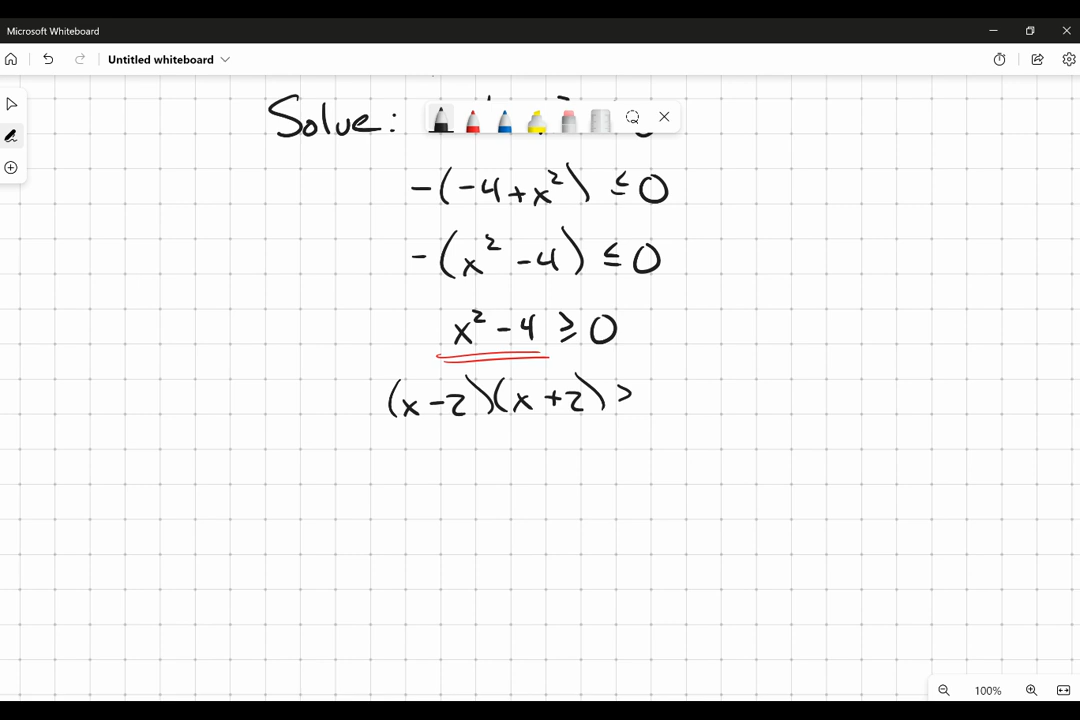 Microsoft Whiteboard
Untitled whiteboard
Solve:
-(-4+x²) ≤ 0
-(x²-4) ≤ 0
x²-4 ≥ 0
(x-2)(x+2) >
100%